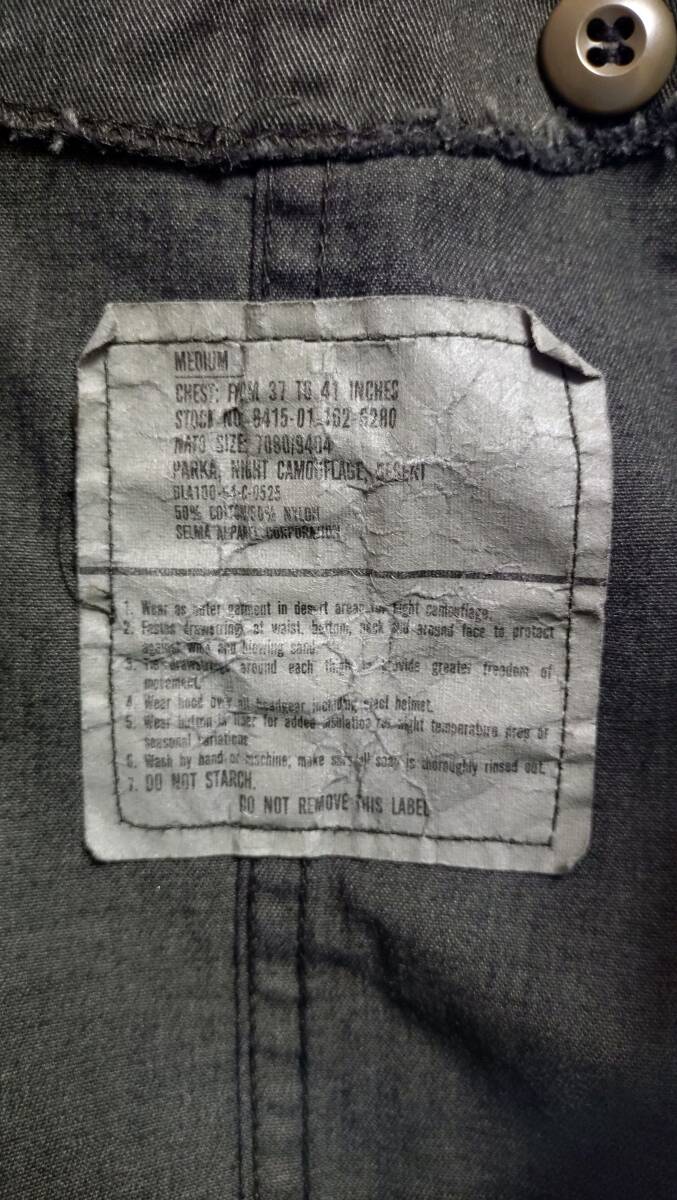 MEDIUM
CHEST: FROM 37 TO 41 INCHES
STOCK NO. 8415-01-102-6280
NATO SIZE: 7080/9404
PARKA, NIGHT CAMOUFLAGE, DESERT
DLA100-84-C-0525
50% COTTON/50% NYLON
SELMA APPAREL CORPORATION
1. Wear as outer garment in desert areas for night camouflage.
2. Fasten drawstrings at waist, bottom, neck and around face to protect
against wind and blowing sand.
3. Tie drawstrings around each thigh to provide greater freedom of
movement.
4. Wear hood over all headgear including steel helmet.
5. Wear button in liner for added insulation for night temperature drop or
seasonal variations.
6. Wash by hand or machine; make sure all soap is thoroughly rinsed out.
7. DO NOT STARCH.
DO NOT REMOVE THIS LABEL